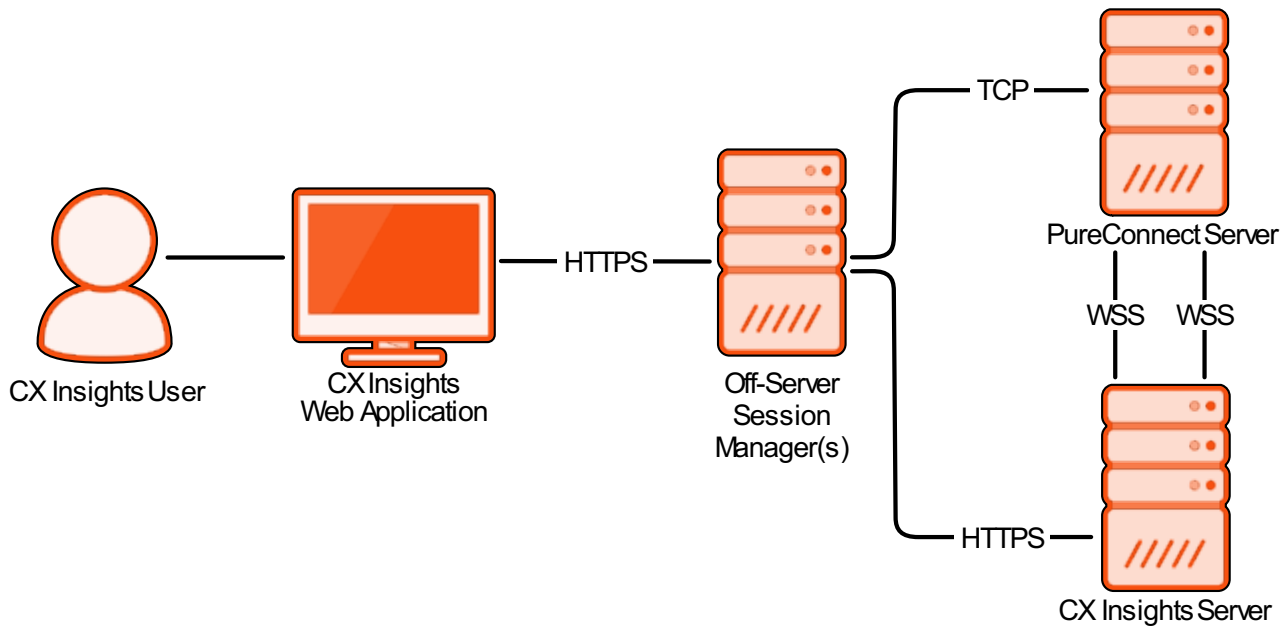 TCP
PureConnect Server
HTTPS
WSS WSS
CX Insights User
CX Insights
Web Application
Off-Server
Session
Manager(s)
HTTPS
CX Insights Server